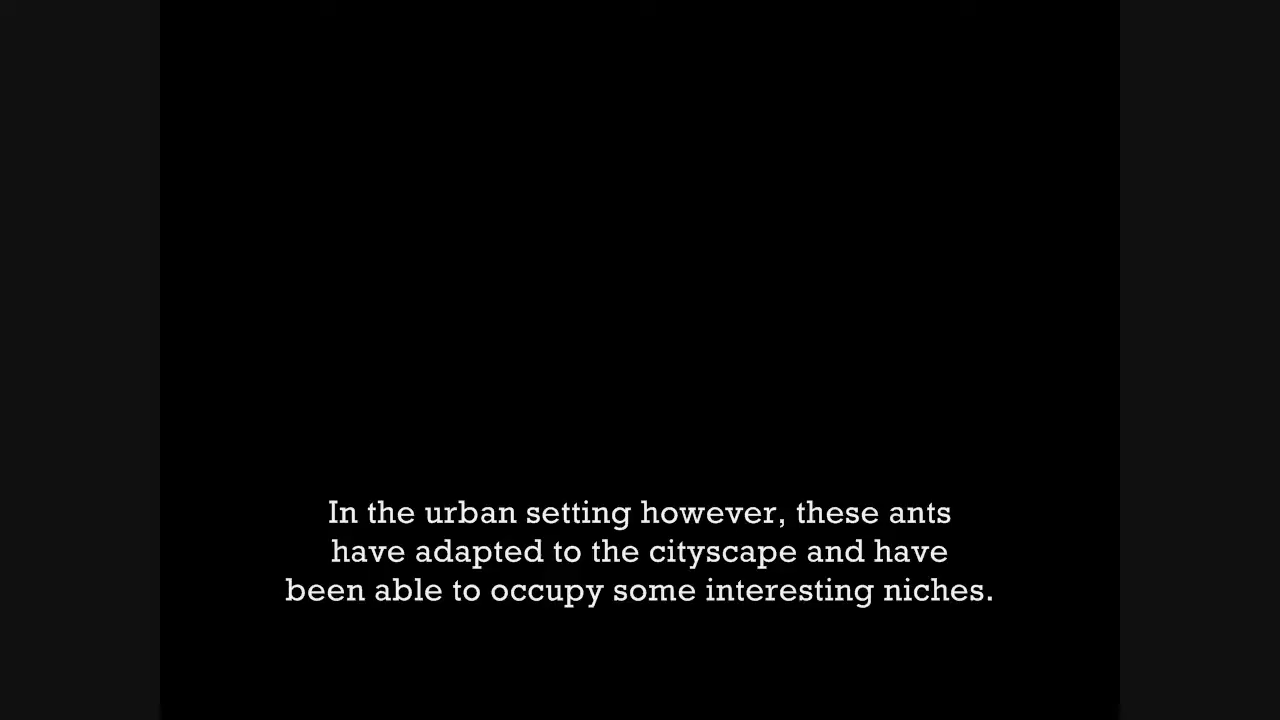 In the urban setting however, these ants
have adapted to the cityscape and have
been able to occupy some interesting niches.